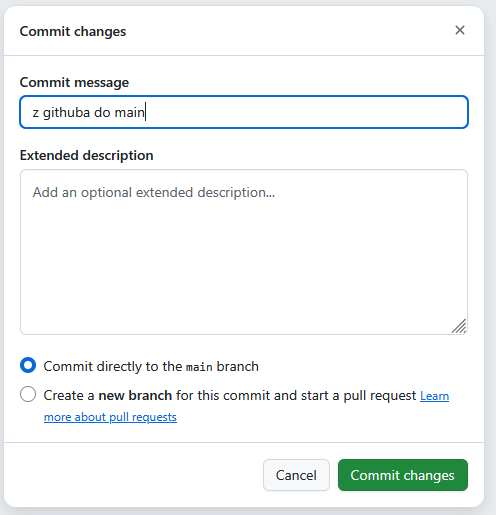 Commit changes
Commit message
z githuba do main
Extended description
Add an optional extended description...
Commit directly to the main branch
Create a new branch for this commit and start a pull request Learn
more about pull requests
Cancel
Commit changes